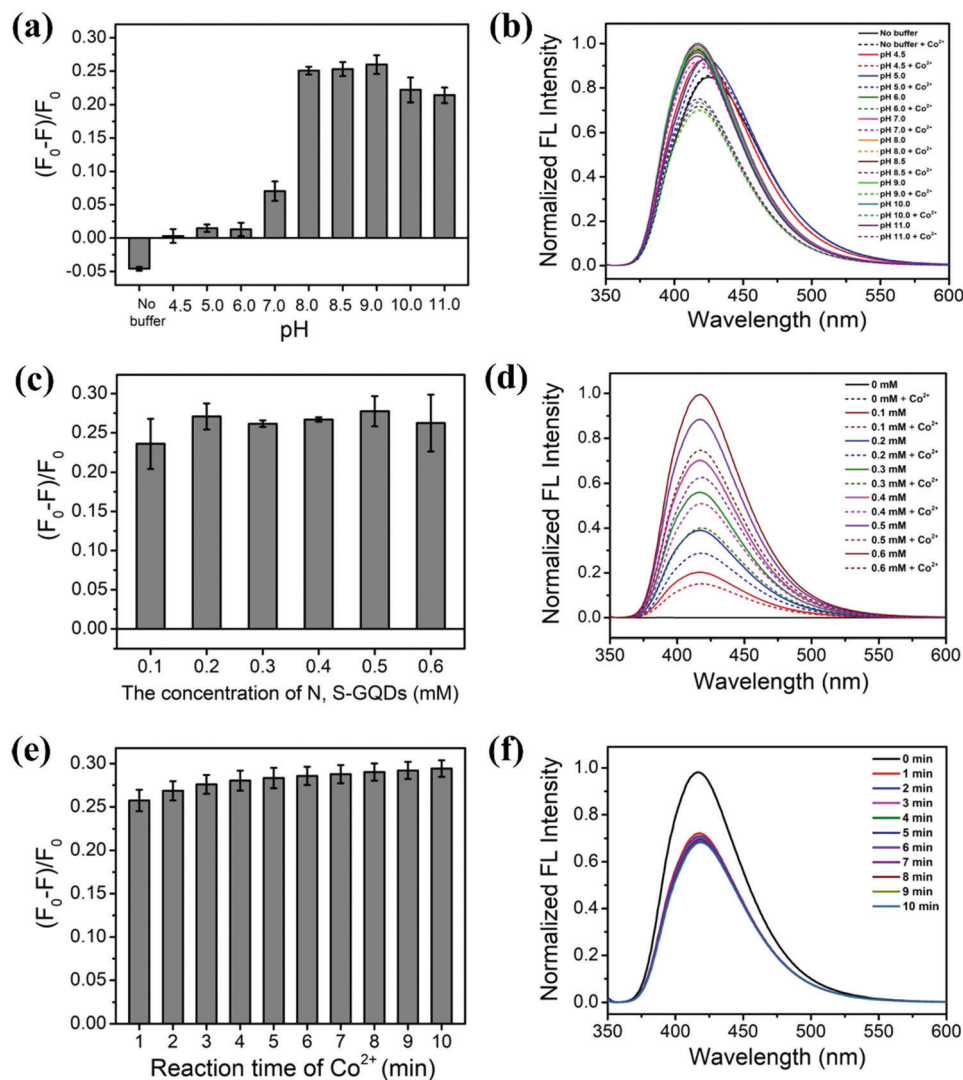 (a)
(F0-F)/F0
0.30
0.25
0.20
0.15
0.10
0.05
0.00
-0.05
No buffer 4.5 5.0 6.0 7.0 8.0 8.5 9.0 10.0 11.0
pH
(b)
Normalized FL Intensity
1.0
0.8
0.6
0.4
0.2
0.0
No buffer
No buffer + Co2+
pH 4.5
pH 4.5 + Co2+
pH 5.0
pH 5.0 + Co2+
pH 6.0
pH 6.0 + Co2+
pH 7.0
pH 7.0 + Co2+
pH 8.0
pH 8.0 + Co2+
pH 8.5
pH 8.5 + Co2+
pH 9.0
pH 9.0 + Co2+
pH 10.0
pH 10.0 + Co2+
pH 11.0
pH 11.0 + Co2+
350 400 450 500 550 600
Wavelength (nm)
(c)
(F0-F)/F0
0.30
0.25
0.20
0.15
0.10
0.05
0.00
0.1 0.2 0.3 0.4 0.5 0.6
The concentration of N, S-GQDs (mM)
(d)
Normalized FL Intensity
1.0
0.8
0.6
0.4
0.2
0.0
0 mM
0 mM + Co2+
0.1 mM
0.1 mM + Co2+
0.2 mM
0.2 mM + Co2+
0.3 mM
0.3 mM + Co2+
0.4 mM
0.4 mM + Co2+
0.5 mM
0.5 mM + Co2+
0.6 mM
0.6 mM + Co2+
350 400 450 500 550 600
Wavelength (nm)
(e)
(F0-F)/F0
0.30
0.25
0.20
0.15
0.10
0.05
0.00
1 2 3 4 5 6 7 8 9 10
Reaction time of Co2+ (min)
(f)
Normalized FL Intensity
1.0
0.8
0.6
0.4
0.2
0.0
0 min
1 min
2 min
3 min
4 min
5 min
6 min
7 min
8 min
9 min
10 min
350 400 450 500 550 600
Wavelength (nm)